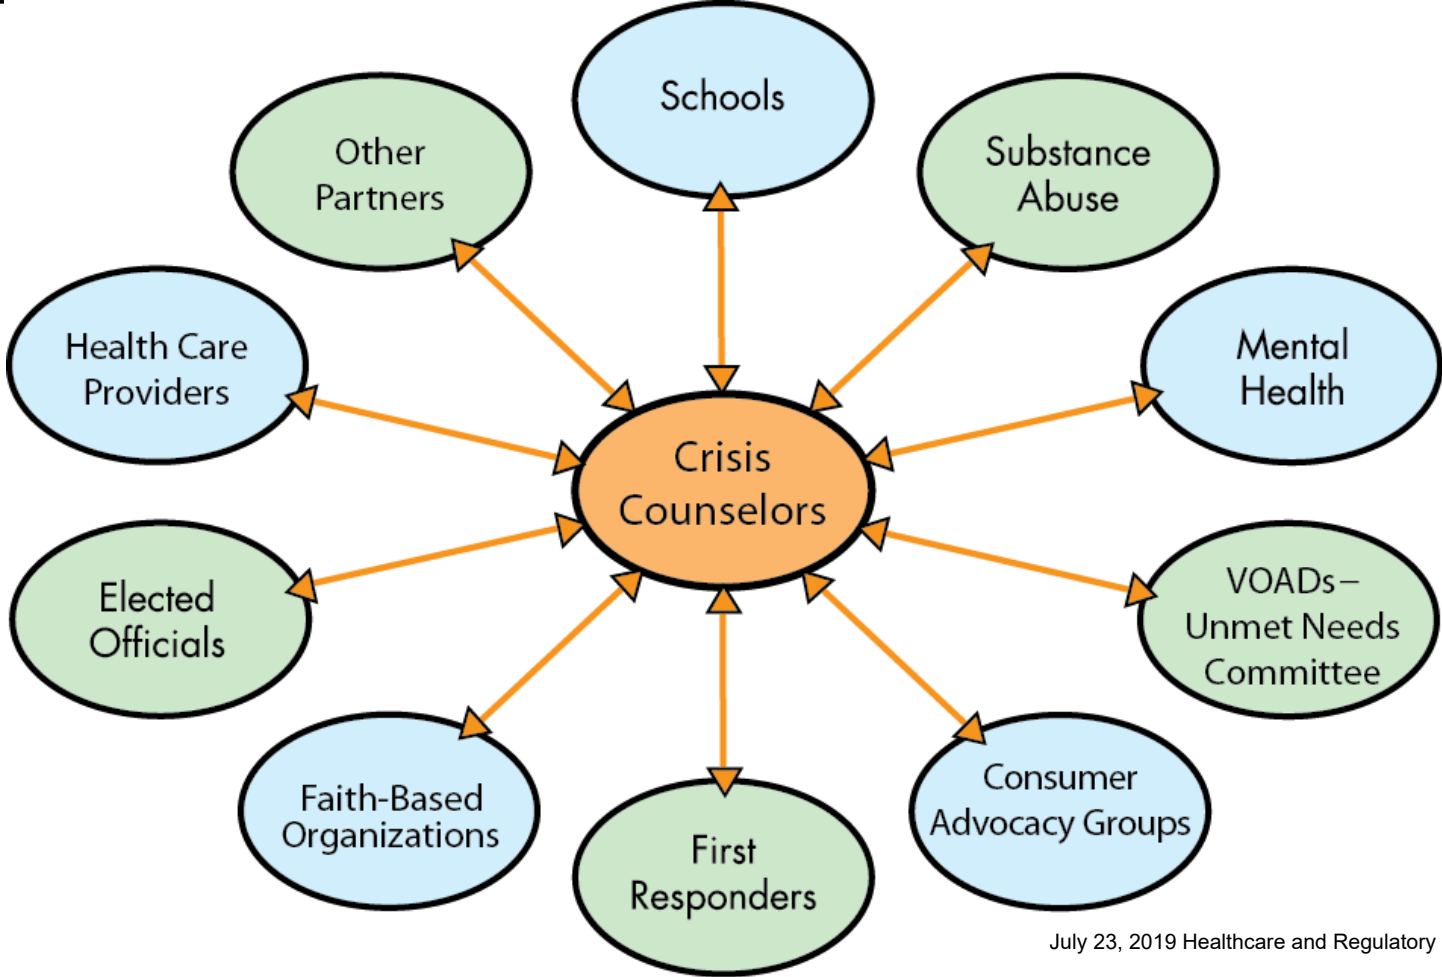 Schools
Other
Partners
Substance
Abuse
Health Care
Providers
Mental
Health
Crisis
Counselors
Elected
Officials
VOADs–
Unmet Needs
Committee
Faith-Based
Organizations
First
Responders
Consumer
Advocacy Groups
July 23, 2019 Healthcare and Regulatory